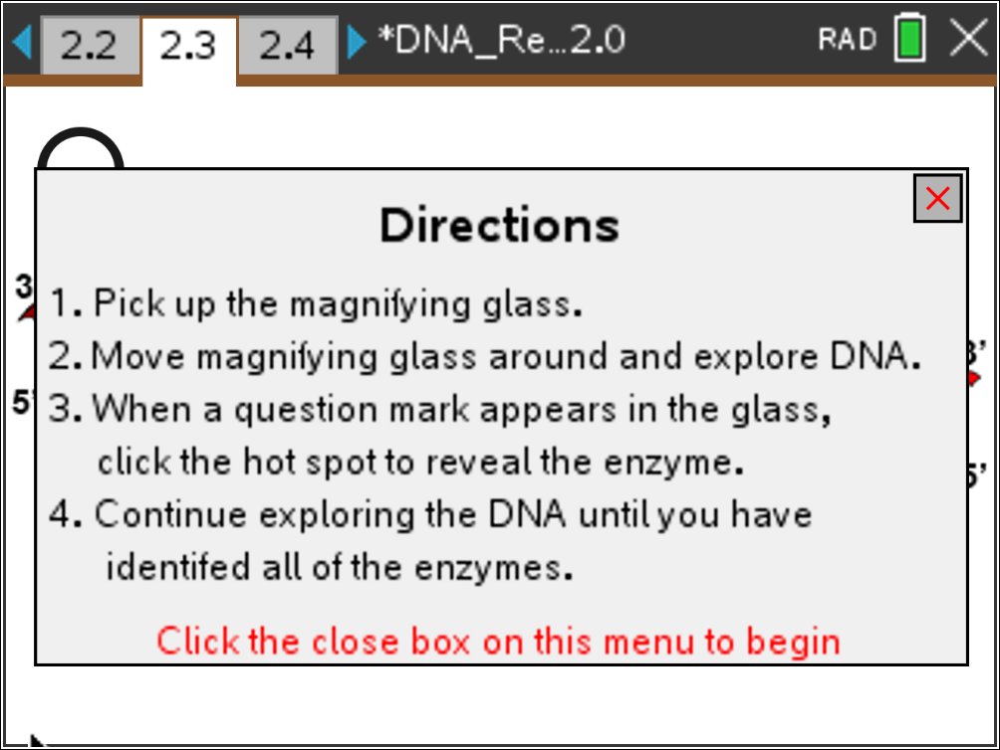 2.2 2.3 2.4 *DNA_Re…2.0 RAD
Directions
3
1. Pick up the magnifying glass.
2. Move magnifying glass around and explore DNA.
3’
5’
3. When a question mark appears in the glass,
click the hot spot to reveal the enzyme.
5’
4. Continue exploring the DNA until you have
identifed all of the enzymes.
Click the close box on this menu to begin